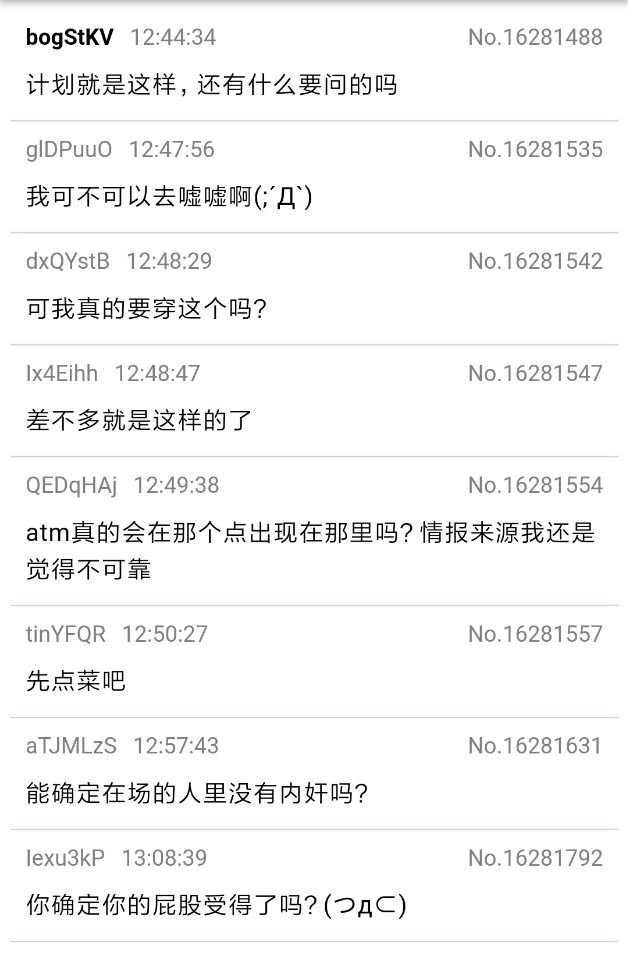 bogStKV 12:44:34 No.16281488
计划就是这样，还有什么要问的吗
glDPuuO 12:47:56 No.16281535
我可不可以去嘘嘘啊(;´Д`)
dxQYstB 12:48:29 No.16281542
可我真的要穿这个吗?
Ix4Eihh 12:48:47 No.16281547
差不多就是这样的了
QEDqHAj 12:49:38 No.16281554
atm真的会在那个点出现在那里吗? 情报来源我还是
觉得不可靠
tinYFQR 12:50:27 No.16281557
先点菜吧
aTJMLzS 12:57:43 No.16281631
能确定在场的人里没有内奸吗?
Iexu3kP 13:08:39 No.16281792
你确定你的屁股受得了吗? (つд⊂)